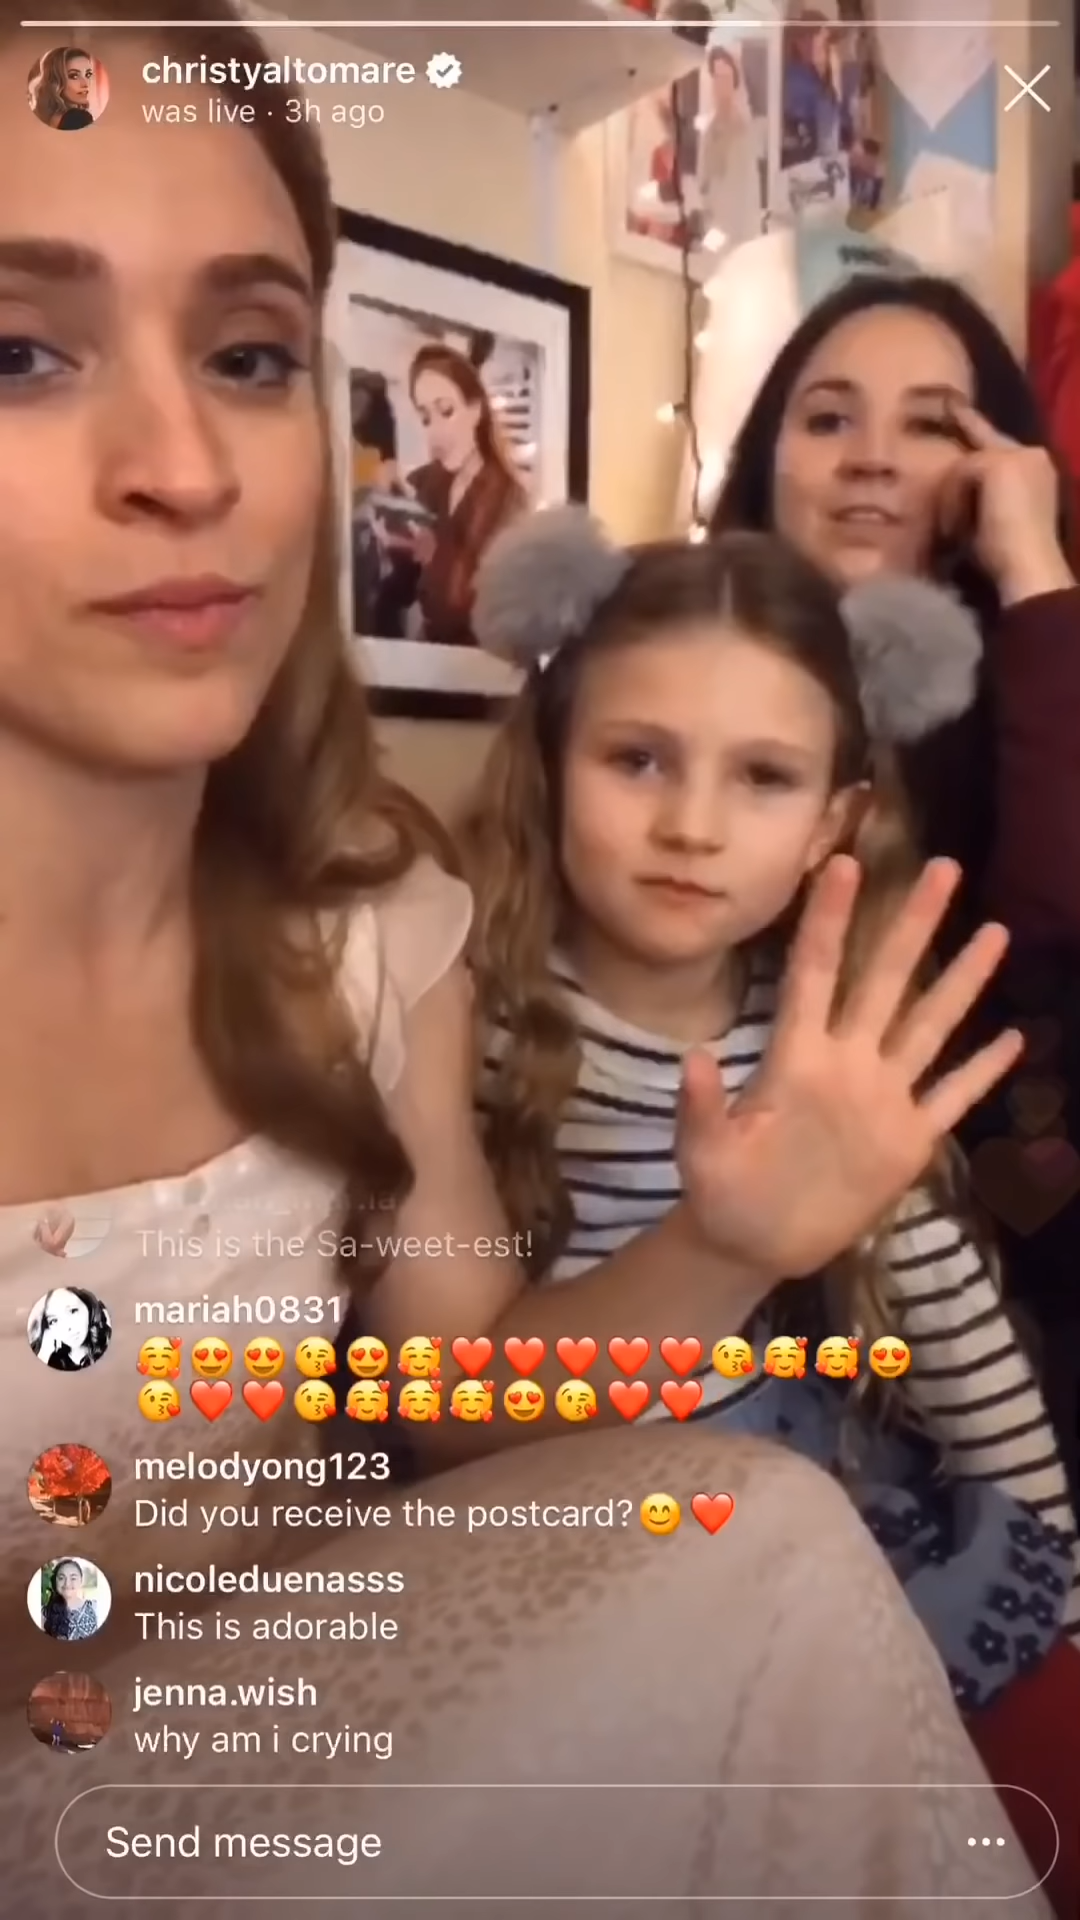 christyaltomare
was live · 3h ago
This is the Sa-weet-est!
mariah0831
🥰😍😍😘😍🥰❤️❤️❤️❤️❤️😘🥰🥰😍
😘❤️❤️😘🥰🥰🥰😍😘❤️❤️
melodyong123
Did you receive the postcard?😊❤️
nicoleduenasss
This is adorable
jenna.wish
why am i crying
Send message